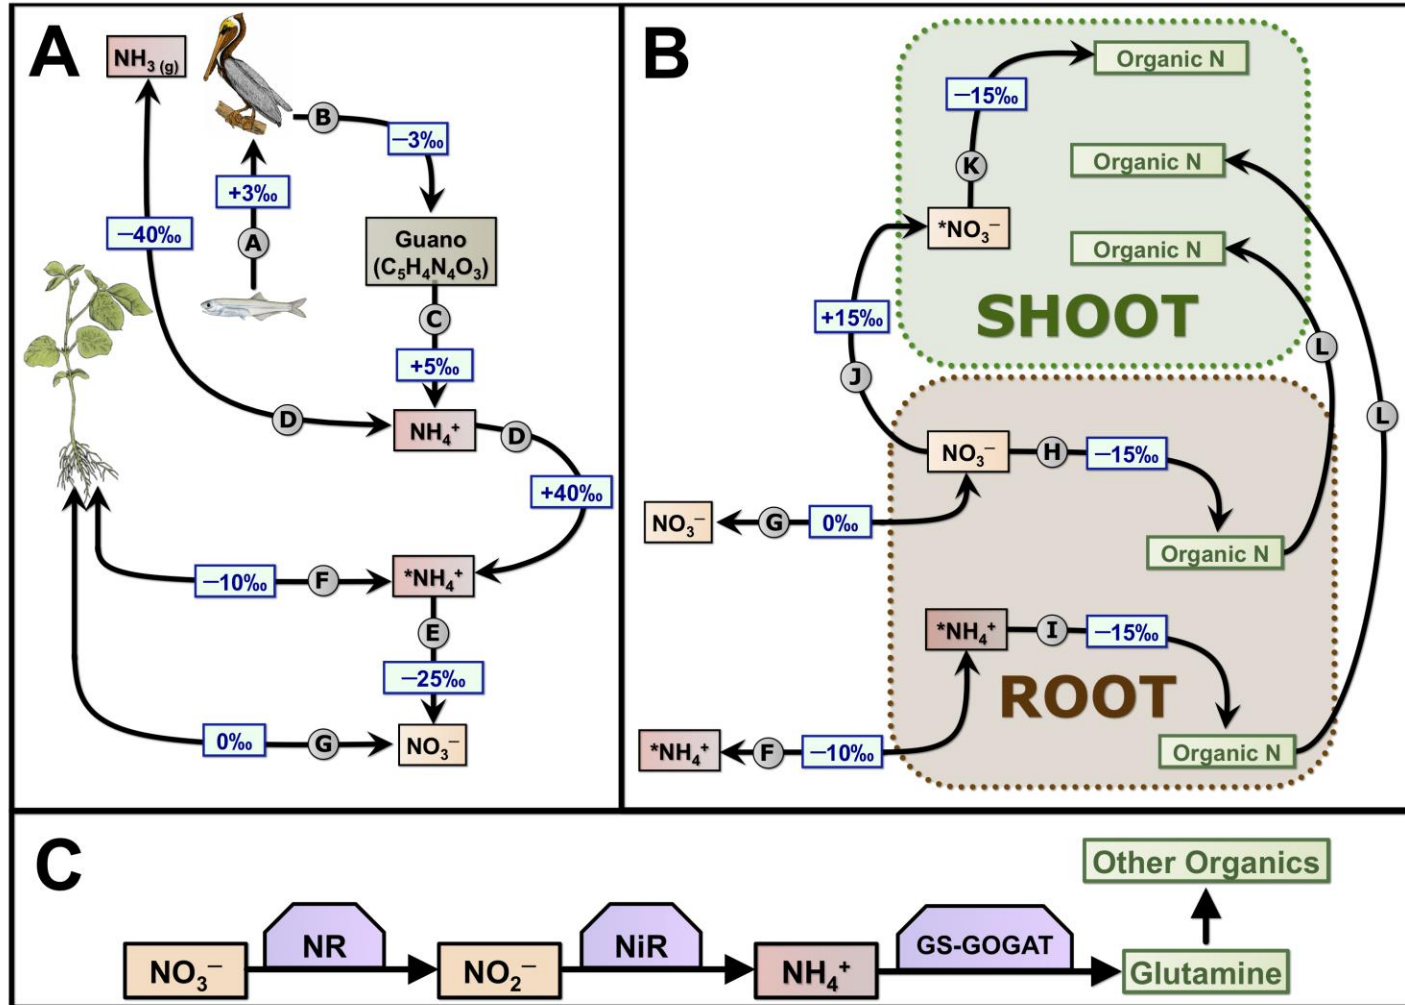 A
NH₃ (g)
B
−3‰
+3‰
A
−40‰
Guano
(C₅H₄N₄O₃)
C
+5‰
D
NH₄⁺
D
+40‰
−10‰
F
*NH₄⁺
E
−25‰
0‰
G
NO₃⁻
B
Organic N
−15‰
K
Organic N
*NO₃⁻
Organic N
SHOOT
+15‰
L
J
L
NO₃⁻
H
−15‰
NO₃⁻
G
0‰
Organic N
*NH₄⁺
I
−15‰
ROOT
*NH₄⁺
F
−10‰
Organic N
C
Other Organics
NR
NiR
GS-GOGAT
NO₃⁻
NO₂⁻
NH₄⁺
Glutamine